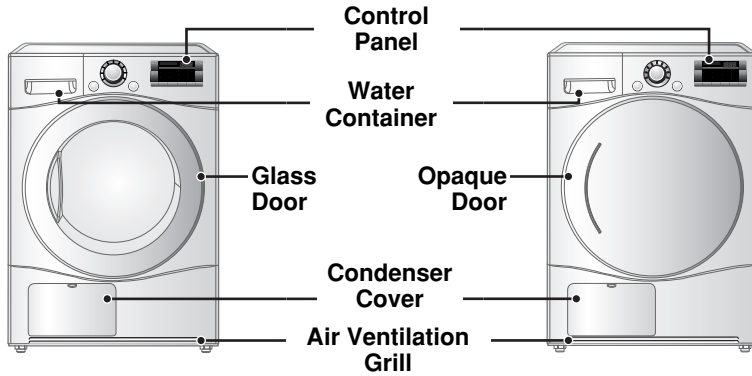 Control
Panel
Water
Container
Glass
Door
Opaque
Door
Condenser
Cover
Air Ventilation
Grill